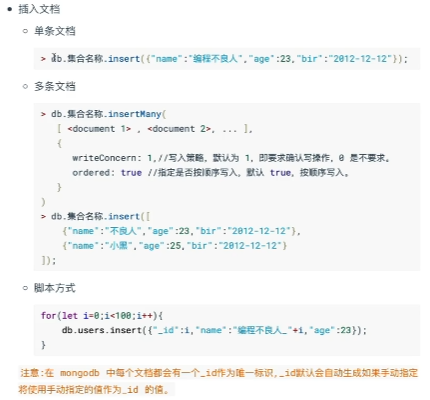 插入文档
单条文档
> db.集合名称.insert({"name":"编程不良人","age":23,"bir":"2012-12-12"});
多条文档
> db.集合名称.insertMany(
[ <document 1> , <document 2>, ... ],
{
writeConcern: 1,//写入策略，默认为 1，即要求确认写操作，0 是不要求。
ordered: true //指定是否按顺序写入，默认 true，按顺序写入。
}
)
> db.集合名称.insert([
{"name":"不良人","age":23,"bir":"2012-12-12"},
{"name":"小黑","age":25,"bir":"2012-12-12"}
]);
脚本方式
for(let i=0;i<100;i++){
db.users.insert({"_id":i,"name":"编程不良人_"+i,"age":23});
}
注意:在 mongodb 中每个文档都会有一个_id作为唯一标识,_id默认会自动生成如果手动指定
将使用手动指定的值作为_id 的值。